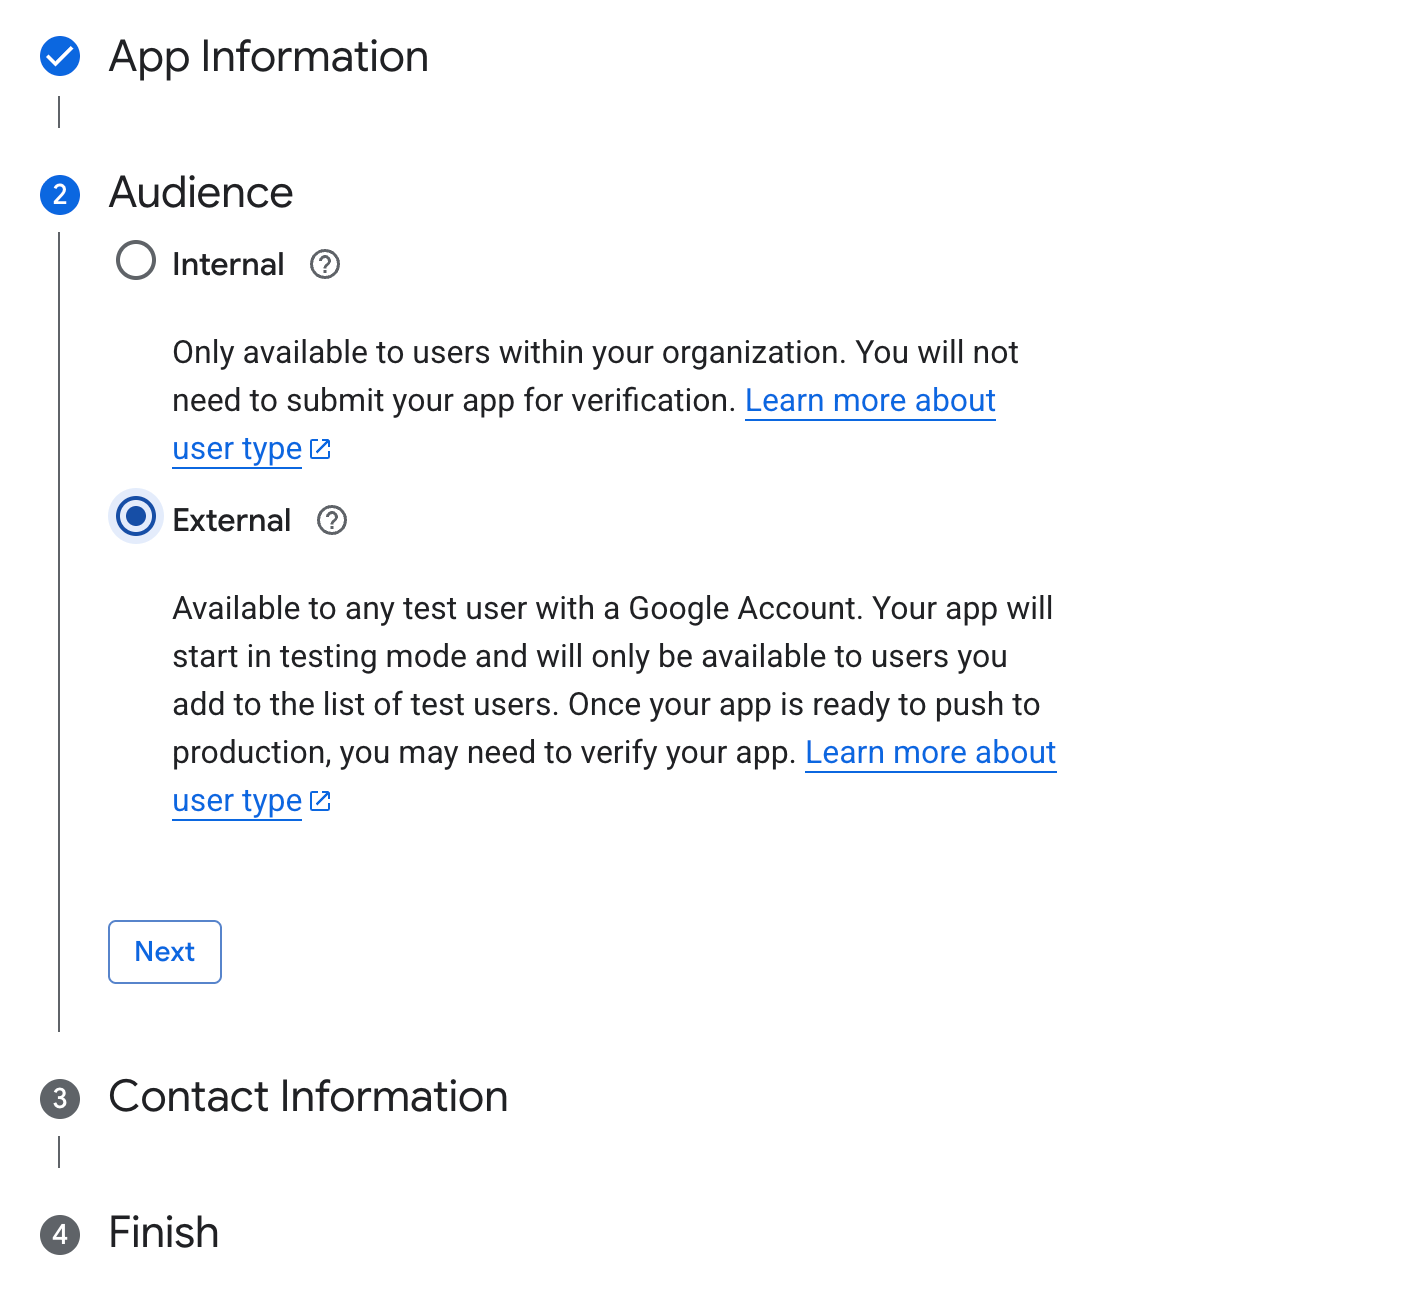 App Information
2 Audience
Internal
Only available to users within your organization. You will not
need to submit your app for verification. Learn more about
user type
External
Available to any test user with a Google Account. Your app will
start in testing mode and will only be available to users you
add to the list of test users. Once your app is ready to push to
production, you may need to verify your app. Learn more about
user type
Next
3 Contact Information
4 Finish